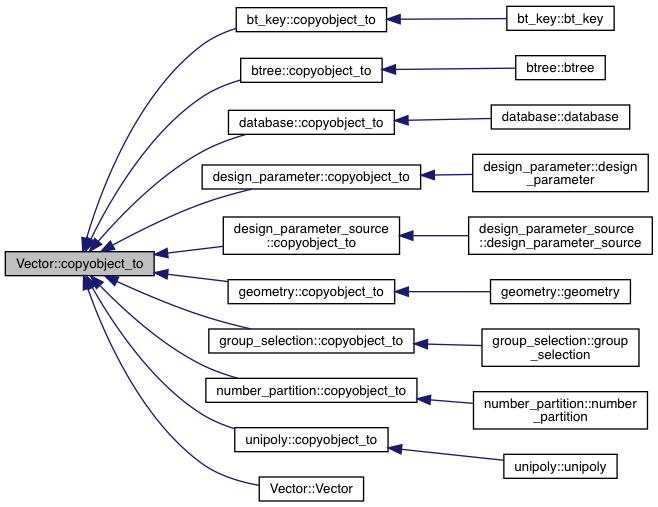 bt_key::copyobject_to
bt_key::bt_key
btree::copyobject_to
btree::btree
database::copyobject_to
database::database
design_parameter::copyobject_to
design_parameter::design
_parameter
design_parameter_source
::copyobject_to
design_parameter_source
::design_parameter_source
Vector::copyobject_to
geometry::copyobject_to
geometry::geometry
group_selection::copyobject_to
group_selection::group
_selection
number_partition::copyobject_to
number_partition::number
_partition
unipoly::copyobject_to
unipoly::unipoly
Vector::Vector